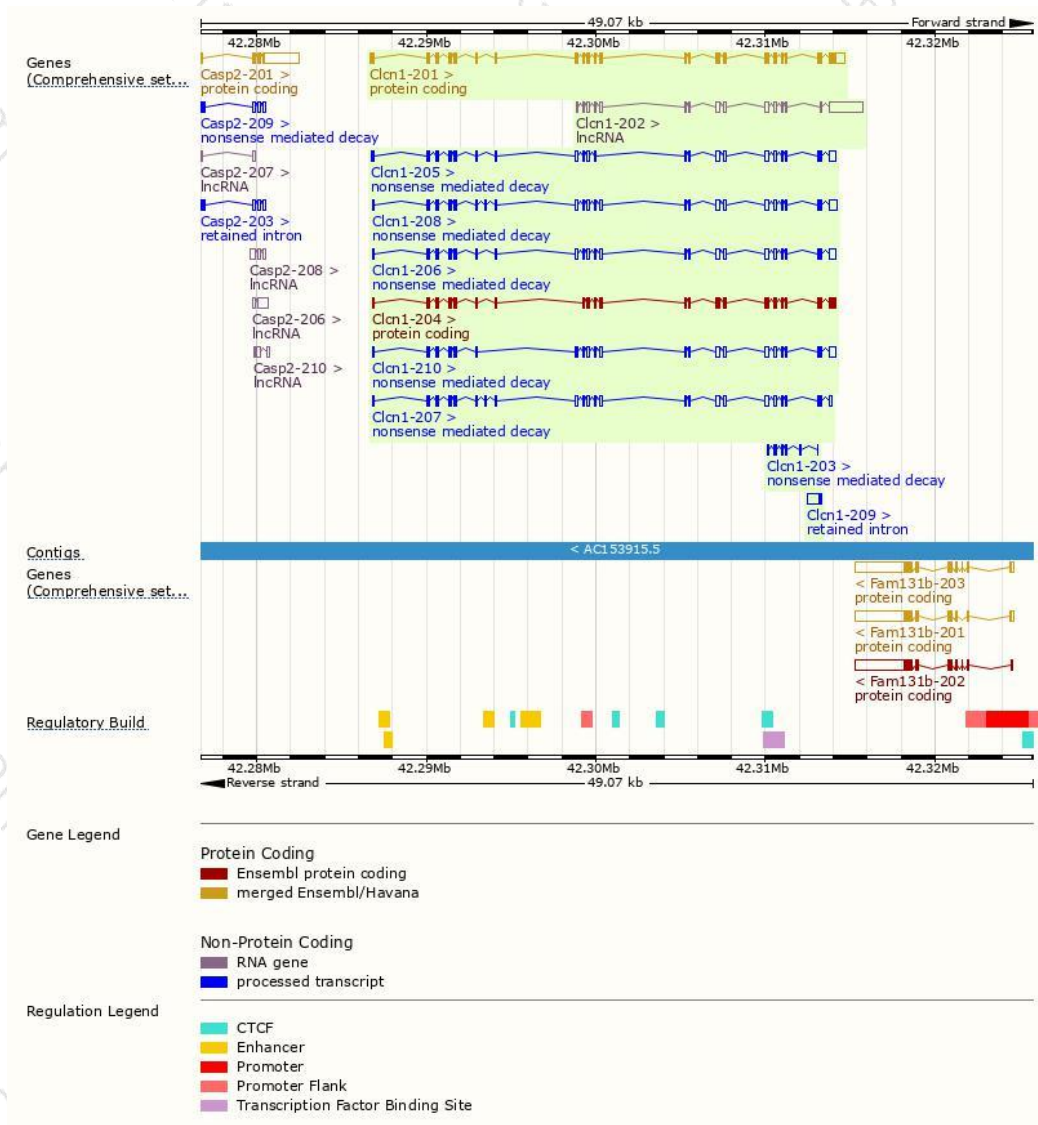 49.07 kb Forward strand
42.28Mb 42.29Mb 42.30Mb 42.31Mb 42.32Mb
Genes
(Comprehensive set...
Casp2-201 > Clcn1-201 >
protein coding protein coding
Casp2-209 > Clcn1-202 >
nonsense mediated decay lncRNA
Casp2-207 > Clcn1-205 >
lncRNA nonsense mediated decay
Casp2-203 > Clcn1-208 >
retained intron nonsense mediated decay
Casp2-208 > Clcn1-206 >
lncRNA nonsense mediated decay
Casp2-206 > Clcn1-204 >
lncRNA protein coding
Casp2-210 > Clcn1-210 >
lncRNA nonsense mediated decay
Clcn1-207 >
nonsense mediated decay
Clcn1-203 >
nonsense mediated decay
Clcn1-209 >
retained intron
Contigs < AC153915.5
Genes
(Comprehensive set...
< Fam131b-203
protein coding
< Fam131b-201
protein coding
< Fam131b-202
protein coding
Regulatory Build
42.28Mb 42.29Mb 42.30Mb 42.31Mb 42.32Mb
Reverse strand 49.07 kb
Gene Legend
Protein Coding
Ensembl protein coding
merged Ensembl/Havana
Non-Protein Coding
RNA gene
processed transcript
Regulation Legend
CTCF
Enhancer
Promoter
Promoter Flank
Transcription Factor Binding Site